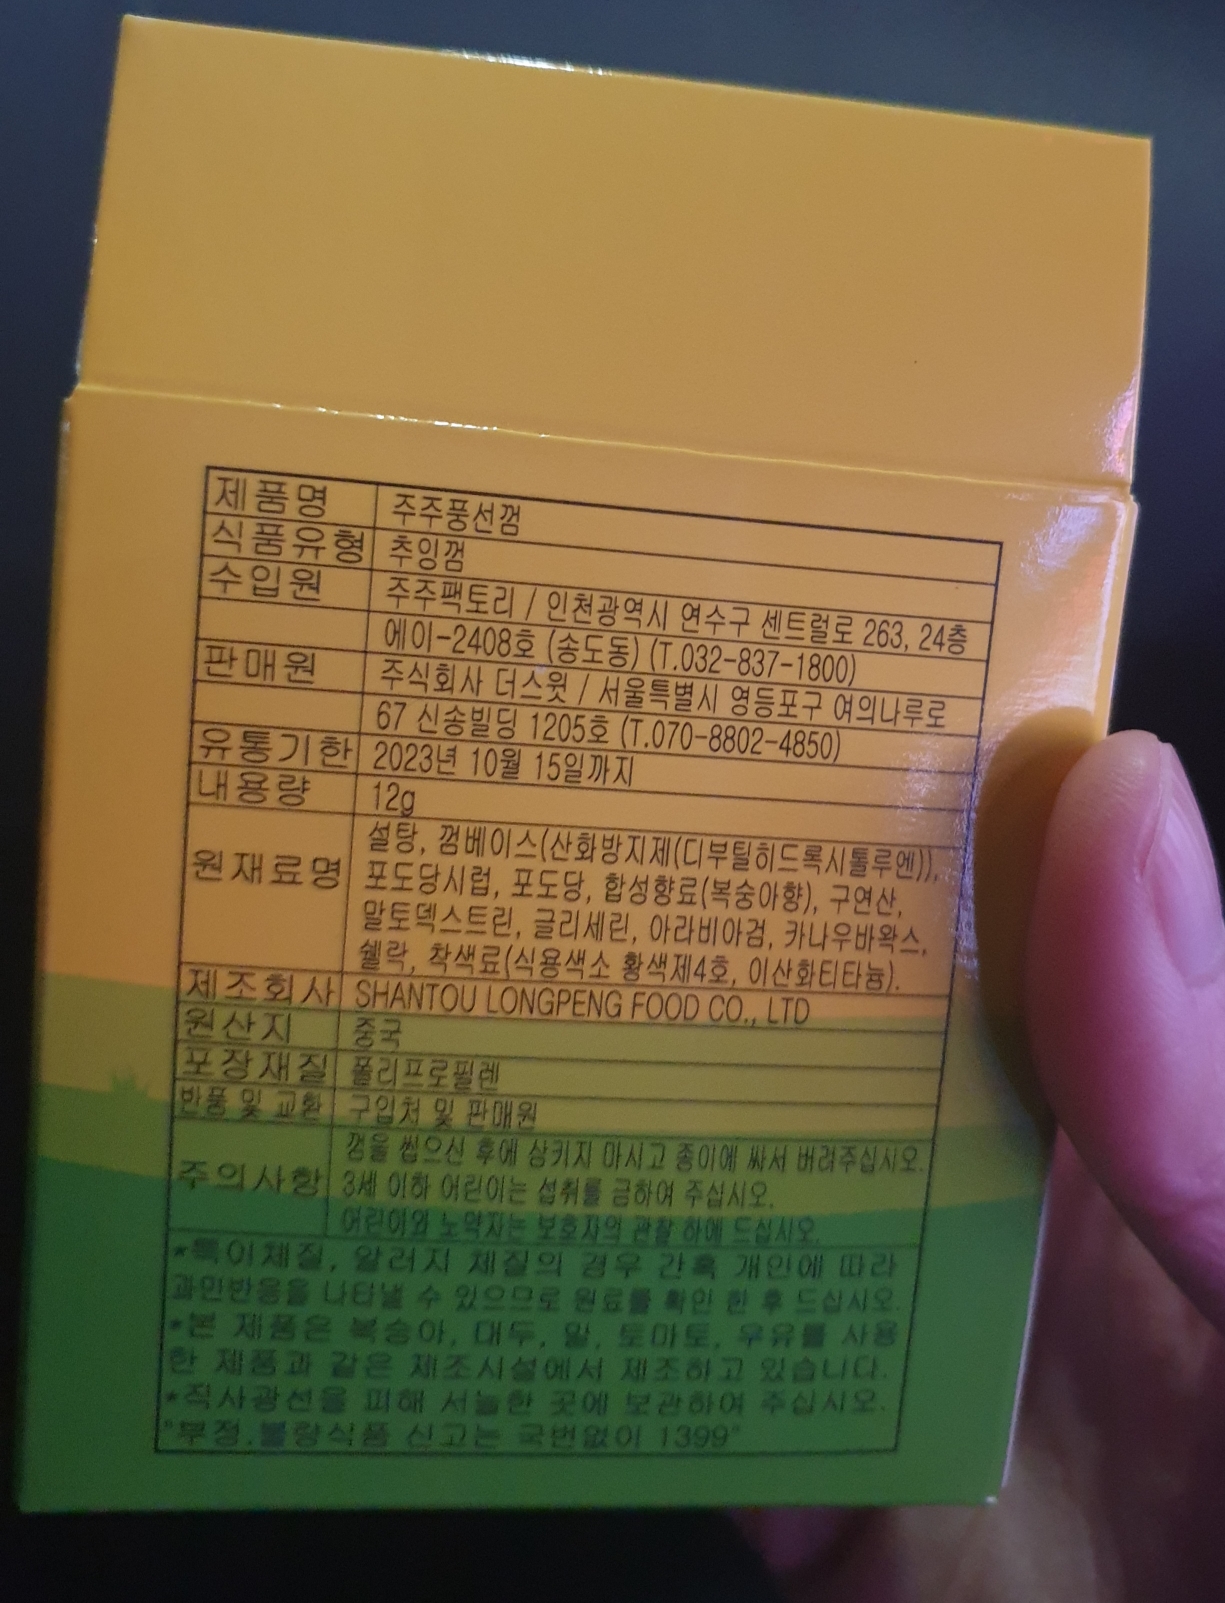 제품명 주주풍선껌
식품유형 추잉껌
수입원 주주팩토리 / 인천광역시 연수구 센트럴로 263, 24층
에이-2408호 (송도동) (T.032-837-1800)
판매원 주식회사 더스윗 / 서울특별시 영등포구 여의나루로
67 신송빌딩 1205호 (T.070-8802-4850)
유통기한 2023년 10월 15일까지
내용량 12g
원재료명 설탕, 껌베이스(산화방지제(디부틸히드록시톨루엔)),
포도당시럽, 포도당, 합성향료(복숭아향), 구연산,
말토덱스트린, 글리세린, 아라비아검, 카나우바왁스,
쉘락, 착색료(식용색소 황색제4호, 이산화티타늄).
제조회사 SHANTOU LONGPENG FOOD CO., LTD
원산지 중국
포장재질 폴리프로필렌
반품 및 교환 구입처 및 판매원
주의사항 껌을 씹으신 후에 삼키지 마시고 종이에 싸서 버려주십시오.
3세 이하 어린이는 섭취를 금하여 주십시오.
어린이와 노약자는 보호자의 관찰 하에 드십시오.
*특이체질, 알러지 체질의 경우 간혹 개인에 따라
과민반응을 나타낼 수 있으므로 원료를 확인 한 후 드십시오.
*본 제품은 복숭아, 대두, 밀, 토마토, 우유를 사용
한 제품과 같은 제조시설에서 제조하고 있습니다.
*직사광선을 피해 서늘한 곳에 보관하여 주십시오.
"부정.불량식품 신고는 국번없이 1399"